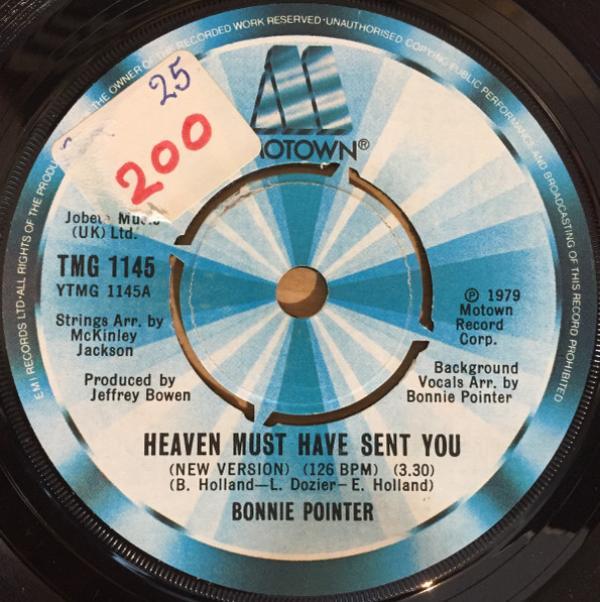 25
200
MOTOWN®
THE OWNER OF THE RECORDED WORK RESERVED·UNAUTHORISED COPYING PUBLIC PERFORMANCE AND BROADCASTING OF THIS RECORD PROHIBITED
EMI RECORDS LTD·ALL RIGHTS OF THE
Jobete Music
(UK) Ltd.
TMG 1145
YTMG 1145A
Strings Arr. by
McKinley
Jackson
Produced by
Jeffrey Bowen
℗ 1979
Motown
Record
Corp.
Background
Vocals Arr. by
Bonnie Pointer
HEAVEN MUST HAVE SENT YOU
(NEW VERSION) (126 BPM) (3.30)
(B. Holland—L. Dozier—E. Holland)
BONNIE POINTER